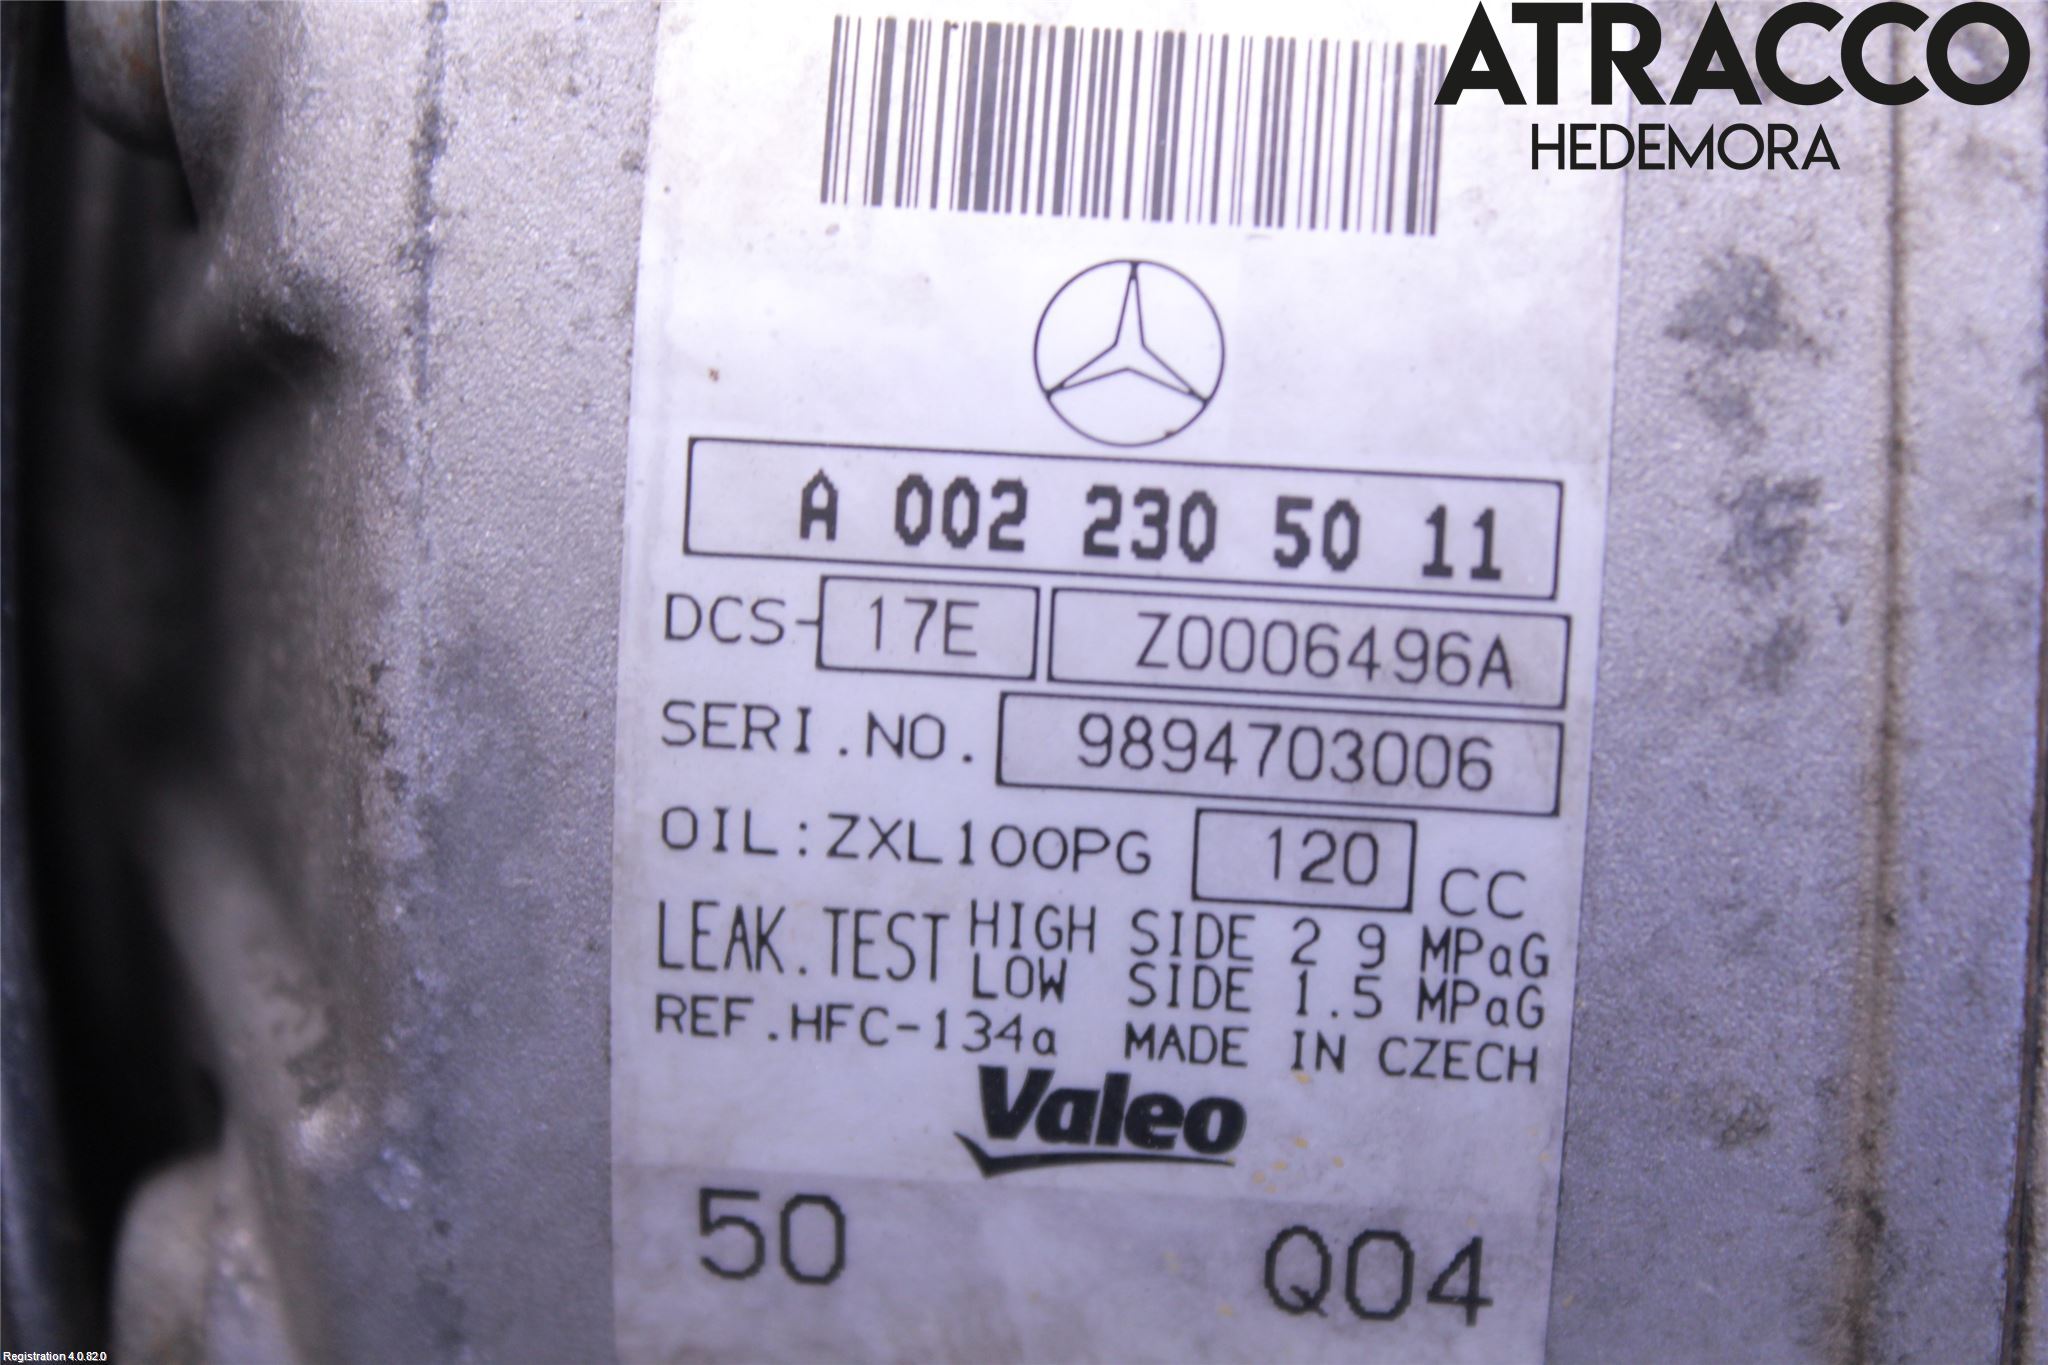 ATRACCO
HEDEMORA
A 002 230 50 11
DCS-17E Z0006496A
SERI.NO. 9894703006
OIL:ZXL100PG 120 CC
LEAK.TEST HIGH SIDE 2 9 MPaG
LOW SIDE 1.5 MPaG
REF.HFC-134a MADE IN CZECH
Valeo
50 Q04
Registration 4.0.82.0